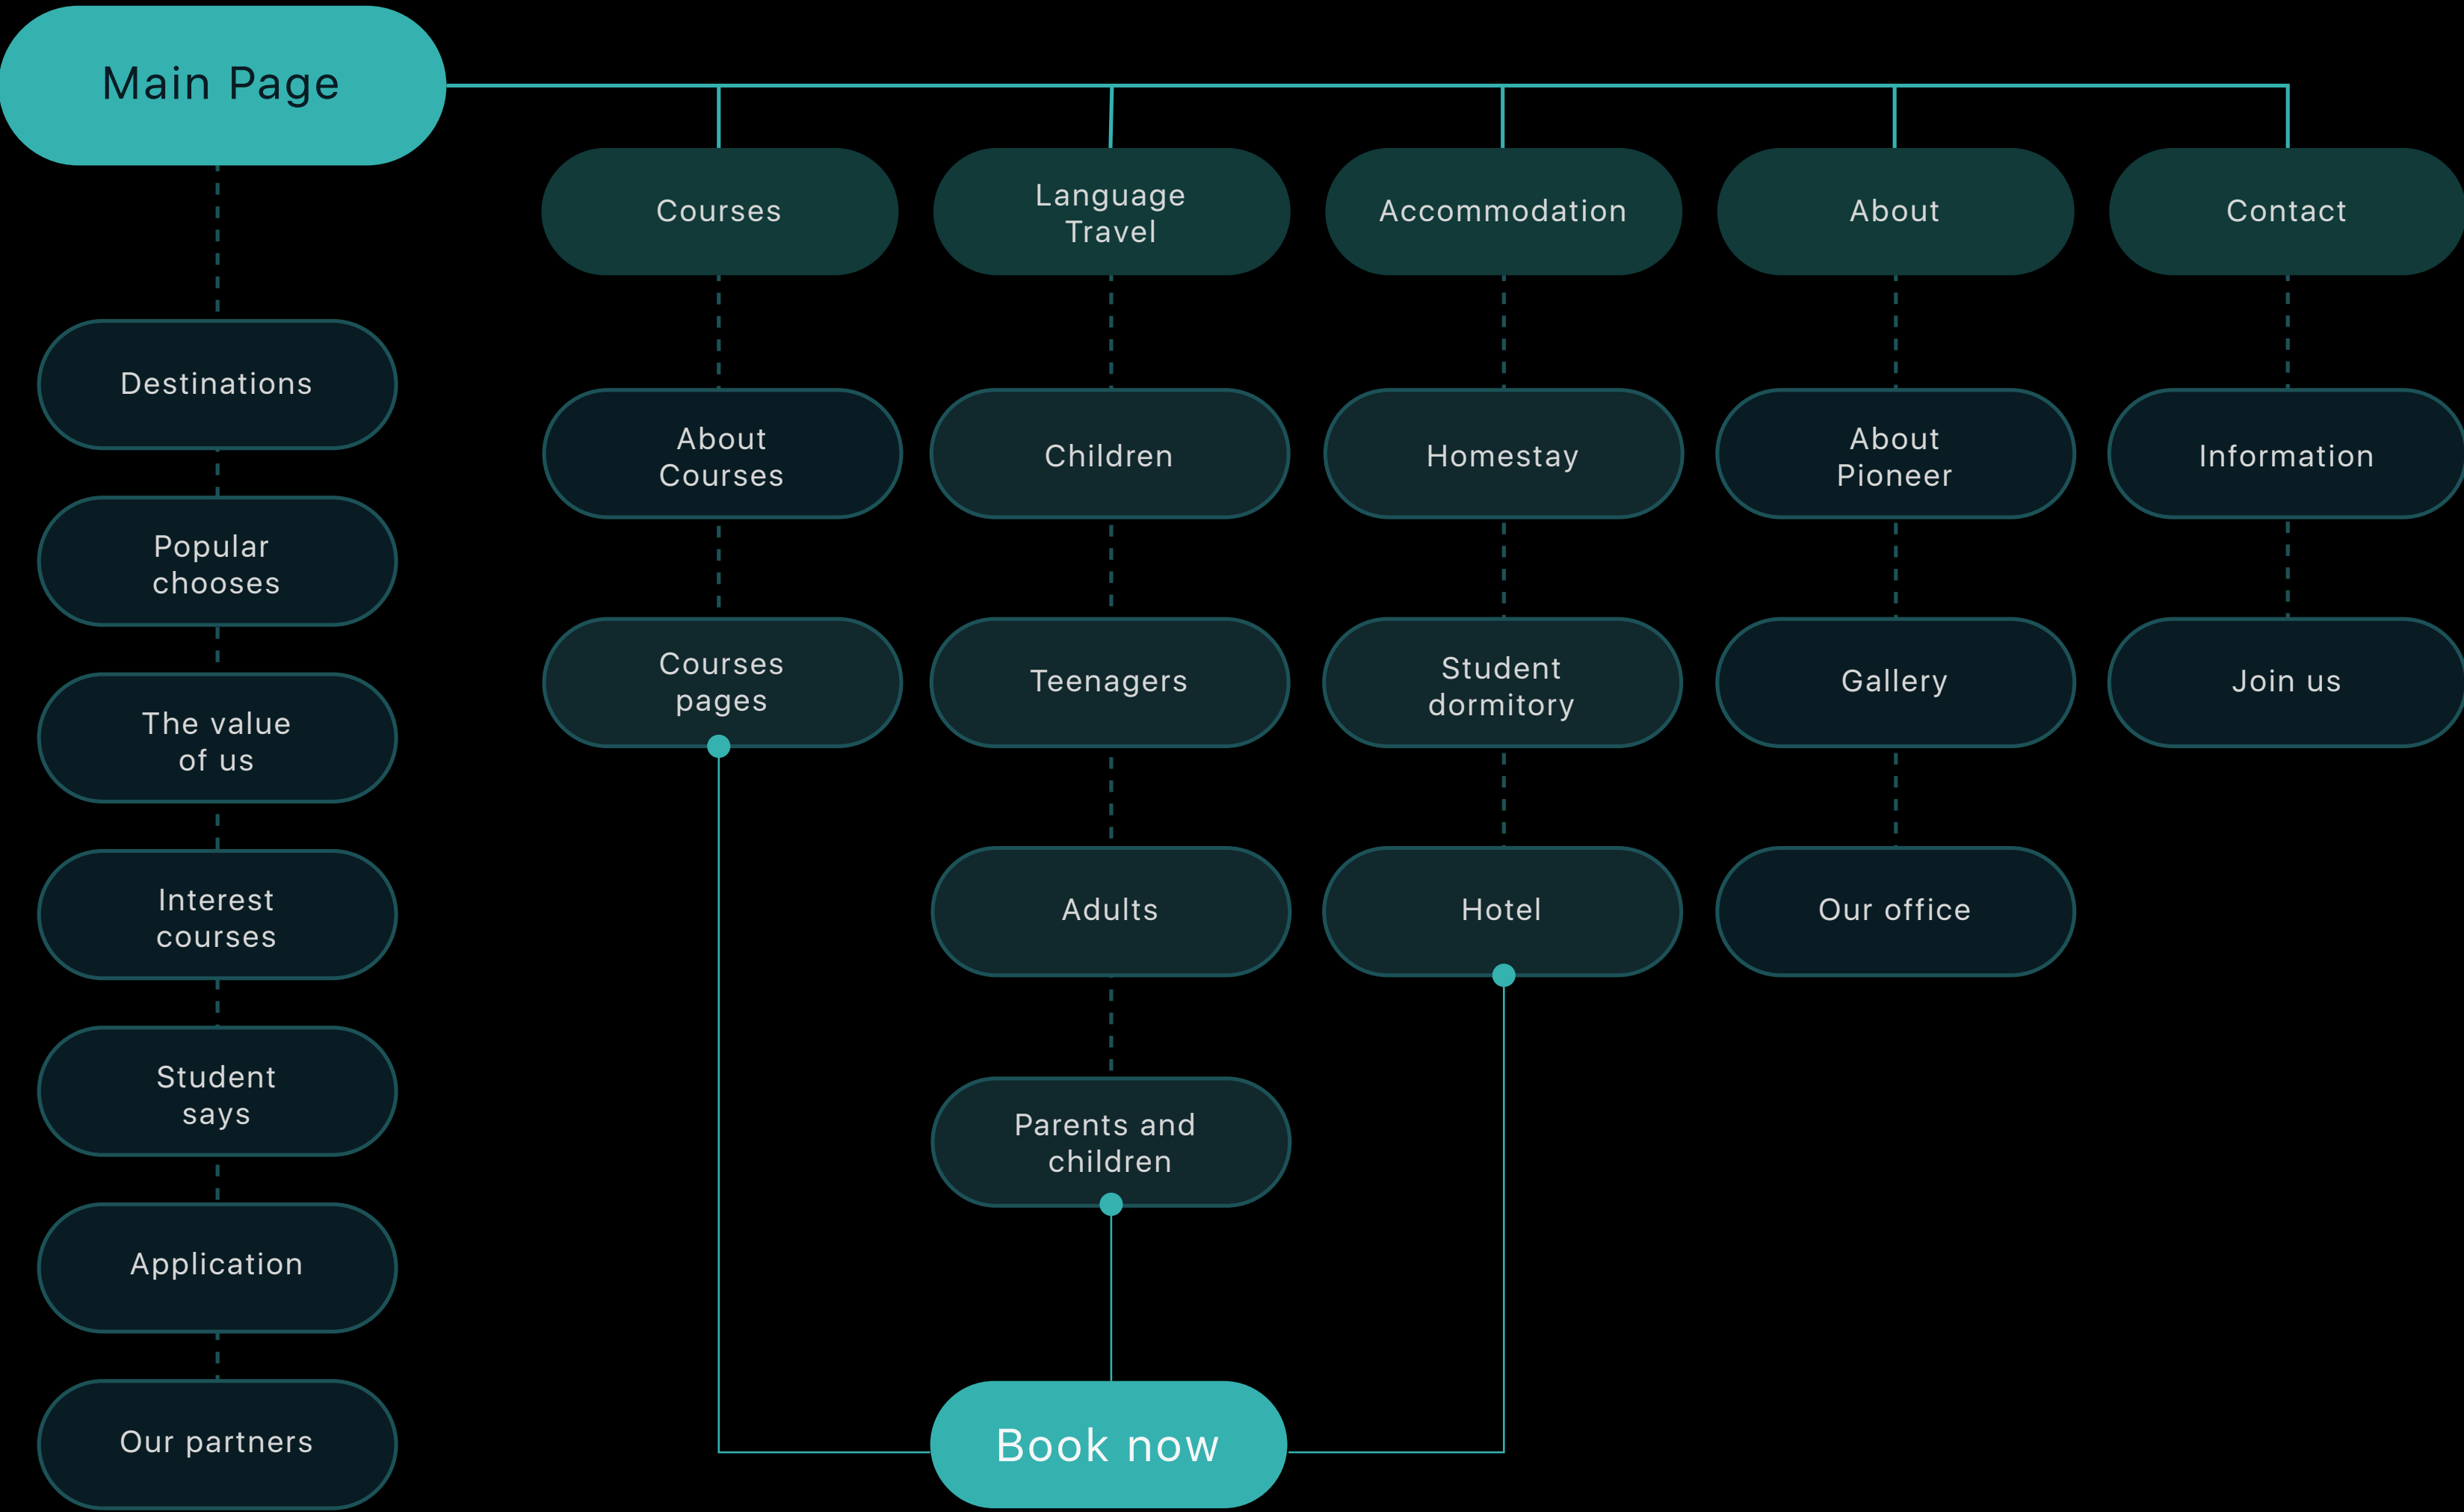 Main Page
Destinations
Popular
chooses
The value
of us
Interest
courses
Student
says
Application
Our partners
Courses
About
Courses
Courses
pages
Language
Travel
Children
Teenagers
Adults
Parents and
children
Accommodation
Homestay
Student
dormitory
Hotel
About
About
Pioneer
Gallery
Our office
Contact
Information
Join us
Book now